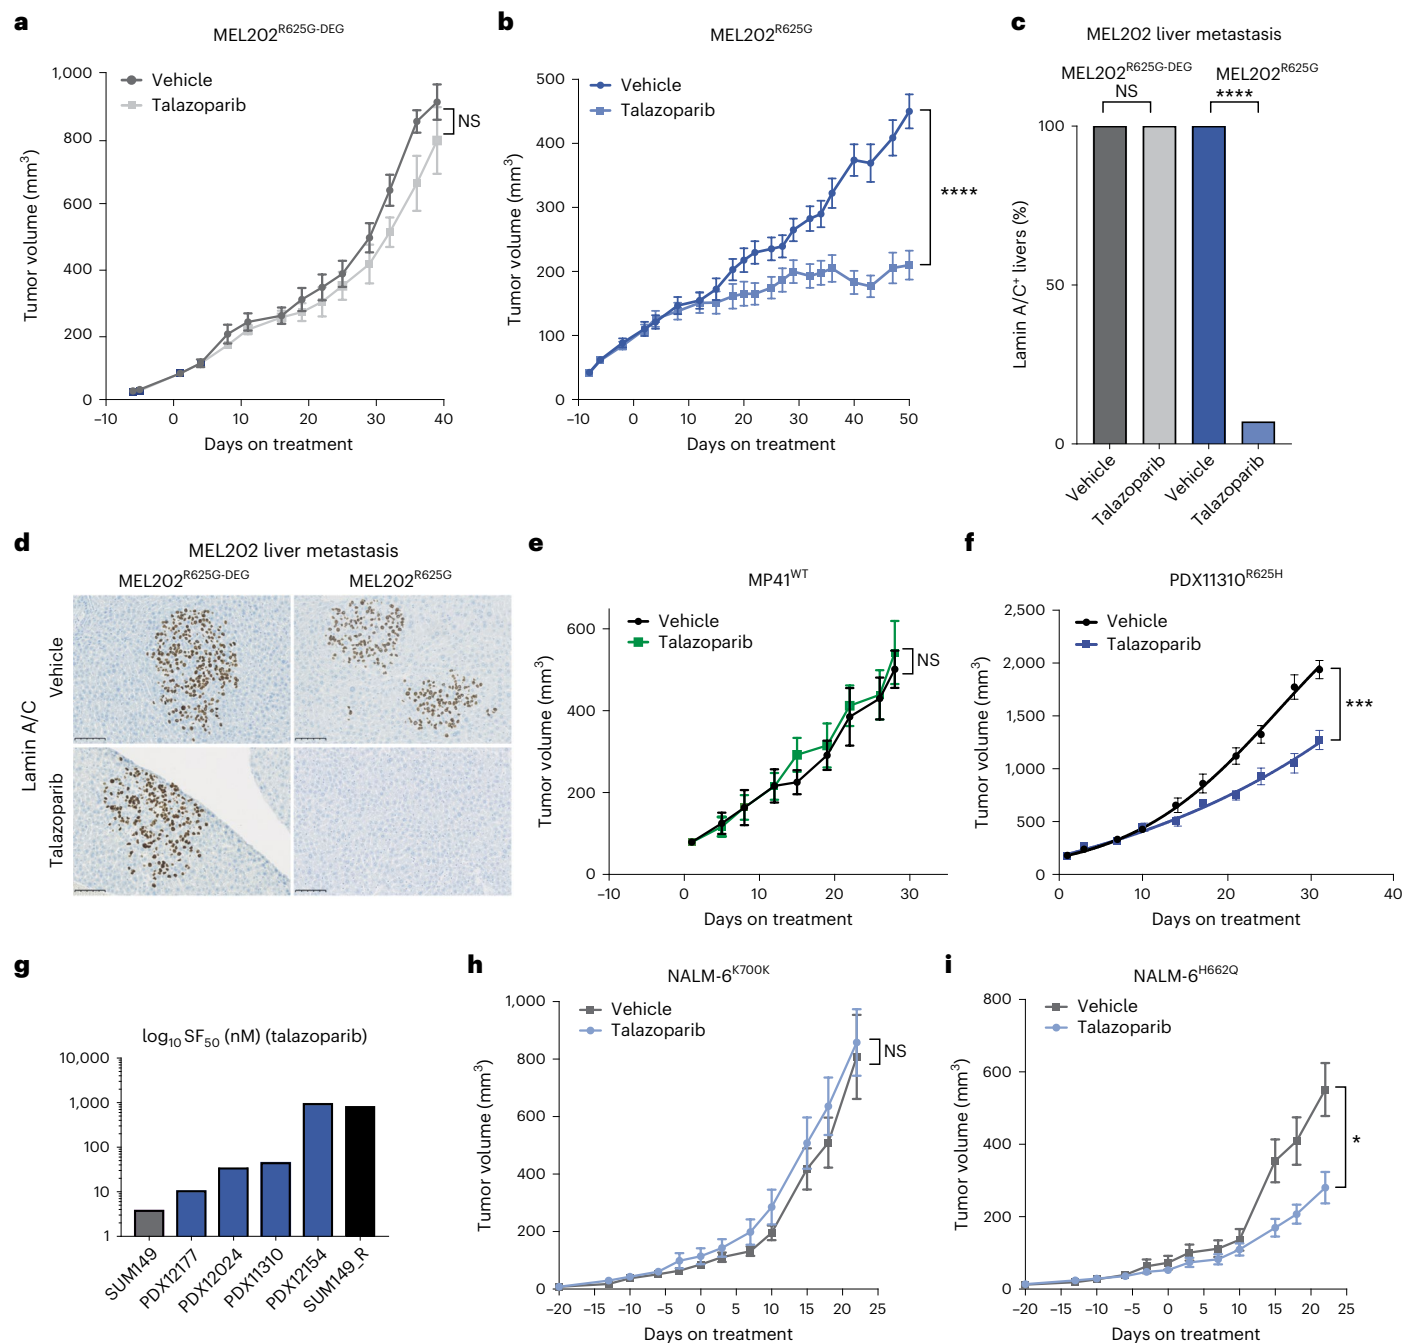 a
MEL202R625G-DEG
Vehicle
Talazoparib
1,000
800
600
400
200
0
Tumor volume (mm3)
NS
−10 0 10 20 30 40
Days on treatment
b
MEL202R625G
Vehicle
Talazoparib
500
400
300
200
100
0
Tumor volume (mm3)
****
−10 0 10 20 30 40 50
Days on treatment
c
MEL202 liver metastasis
MEL202R625G-DEG MEL202R625G
NS ****
100
50
0
Lamin A/C+ livers (%)
Vehicle
Talazoparib
Vehicle
Talazoparib
d
MEL202 liver metastasis
MEL202R625G-DEG MEL202R625G
Lamin A/C
Vehicle
Talazoparib
e
MP41WT
Vehicle
Talazoparib
600
400
200
0
Tumor volume (mm3)
NS
−10 0 10 20 30
Days on treatment
f
PDX11310R625H
Vehicle
Talazoparib
2,500
2,000
1,500
1,000
500
0
Tumor volume (mm3)
***
0 10 20 30 40
Days on treatment
g
log10 SF50 (nM) (talazoparib)
10,000
1,000
100
10
1
SUM149
PDX12177
PDX12024
PDX11310
PDX12154
SUM149_R
h
NALM-6K700K
Vehicle
Talazoparib
1,000
800
600
400
200
0
Tumor volume (mm3)
NS
−20 −15 −10 −5 0 5 10 15 20 25
Days on treatment
i
NALM-6H662Q
Vehicle
Talazoparib
800
600
400
200
0
Tumor volume (mm3)
*
−20 −15 −10 −5 0 5 10 15 20 25
Days on treatment